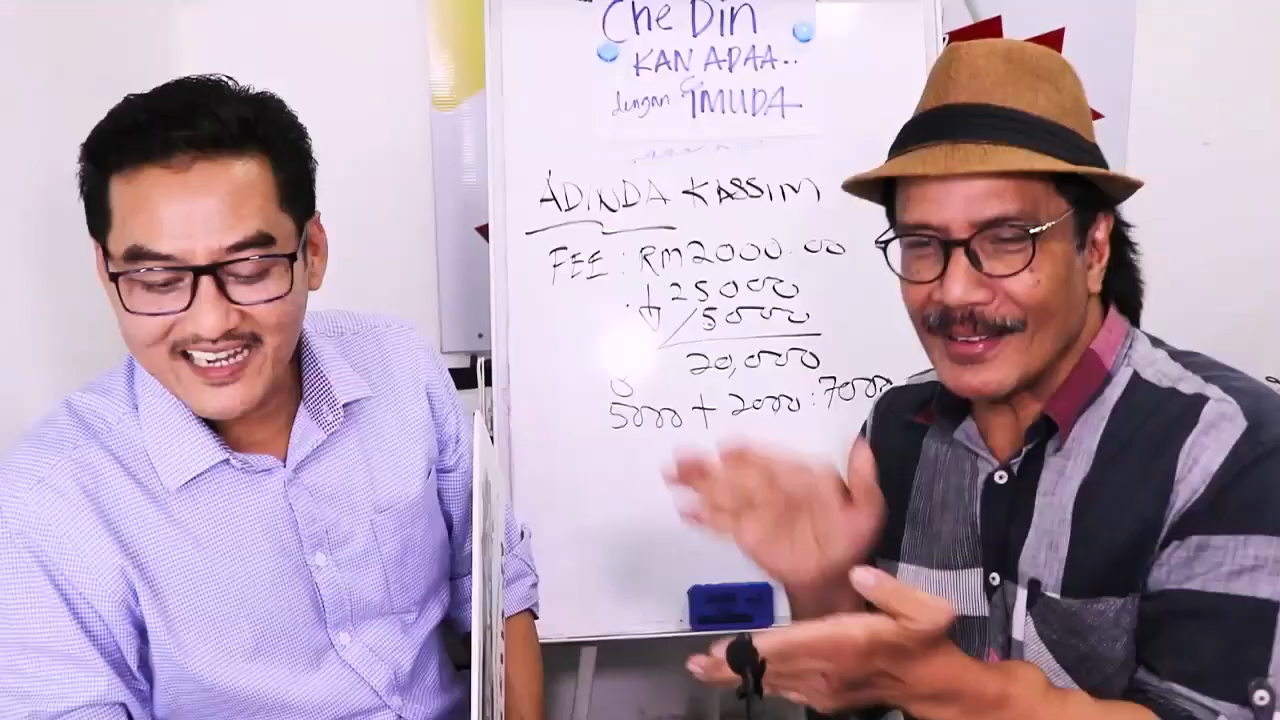 Che Din
KAN ADAA..
dengan IMUDA
ADINDA KASSIM
FEE : RM2000.00
25000
5000
20,000
5000 + 2000 : 7000